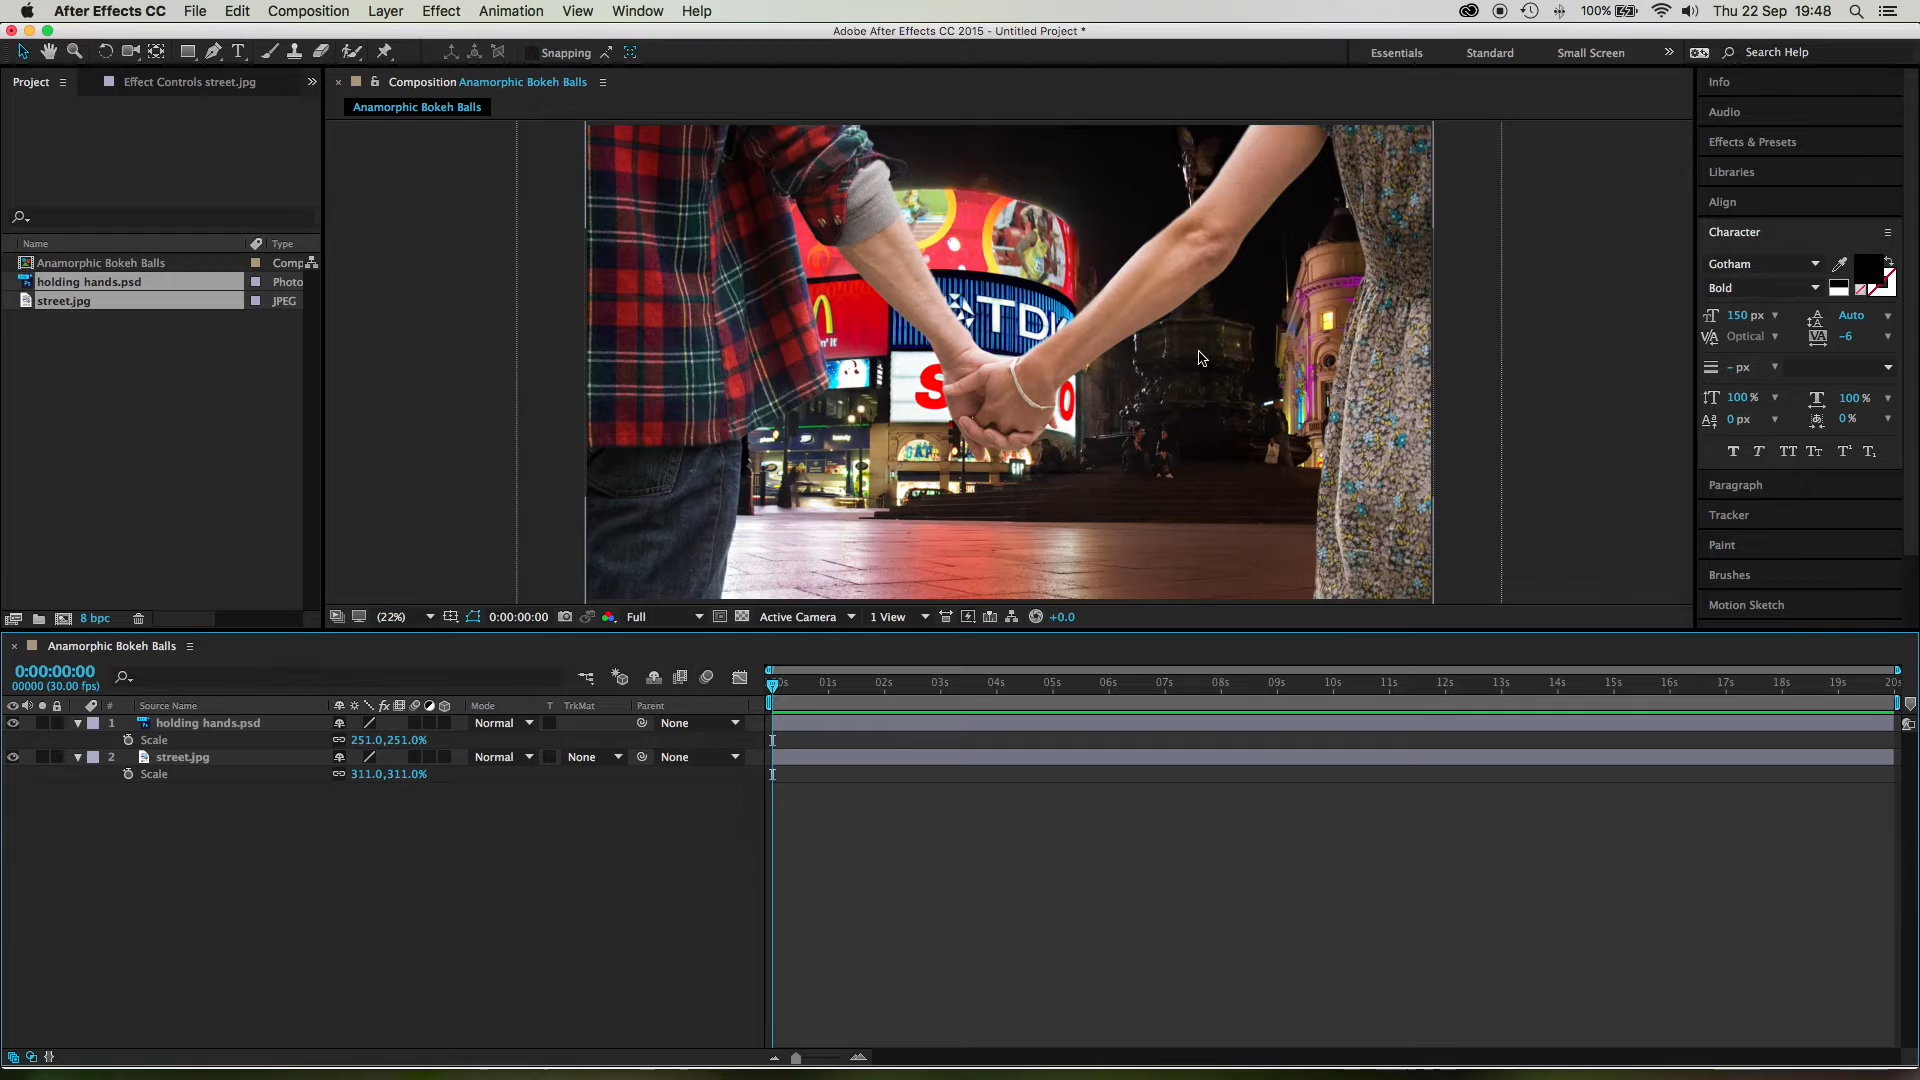 After Effects CC File Edit Composition Layer Effect Animation View Window Help 100% Thu 22 Sep 19:48
Adobe After Effects CC 2015 - Untitled Project *
Snapping Essentials Standard Small Screen Search Help
Project Effect Controls street.jpg
Composition Anamorphic Bokeh Balls
Anamorphic Bokeh Balls
Name Type
Anamorphic Bokeh Balls Comp
holding hands.psd Photo
street.jpg JPEG
8 bpc
TDK
(22%) 0:00:00:00 Full Active Camera 1 View +0.0
Info
Audio
Effects & Presets
Libraries
Align
Character
Gotham
Bold
150 px Auto
Optical -6
- px
100 % 100 %
0 px 0 %
T T TT Tt T¹ T₁
Paragraph
Tracker
Paint
Brushes
Motion Sketch
Anamorphic Bokeh Balls
0:00:00:00
00000 (30.00 fps)
0s 01s 02s 03s 04s 05s 06s 07s 08s 09s 10s 11s 12s 13s 14s 15s 16s 17s 18s 19s 20s
# Source Name fx Mode T TrkMat Parent
1 holding hands.psd Normal None
Scale 251.0,251.0%
2 street.jpg Normal None None
Scale 311.0,311.0%